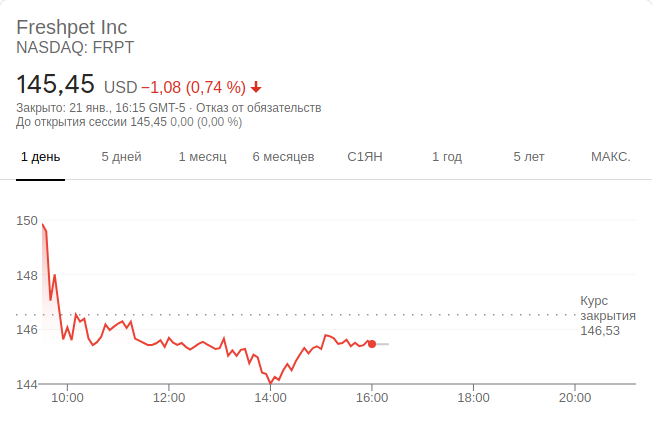 Freshpet Inc
NASDAQ: FRPT
145,45 USD −1,08 (0,74 %)
Закрыто: 21 янв., 16:15 GMT-5 · Отказ от обязательств
До открытия сессии 145,45 0,00 (0,00 %)
1 день 5 дней 1 месяц 6 месяцев С1ЯН 1 год 5 лет МАКС.
150
148
Курс
закрытия
146,53
146
144
10:00 12:00 14:00 16:00 18:00 20:00